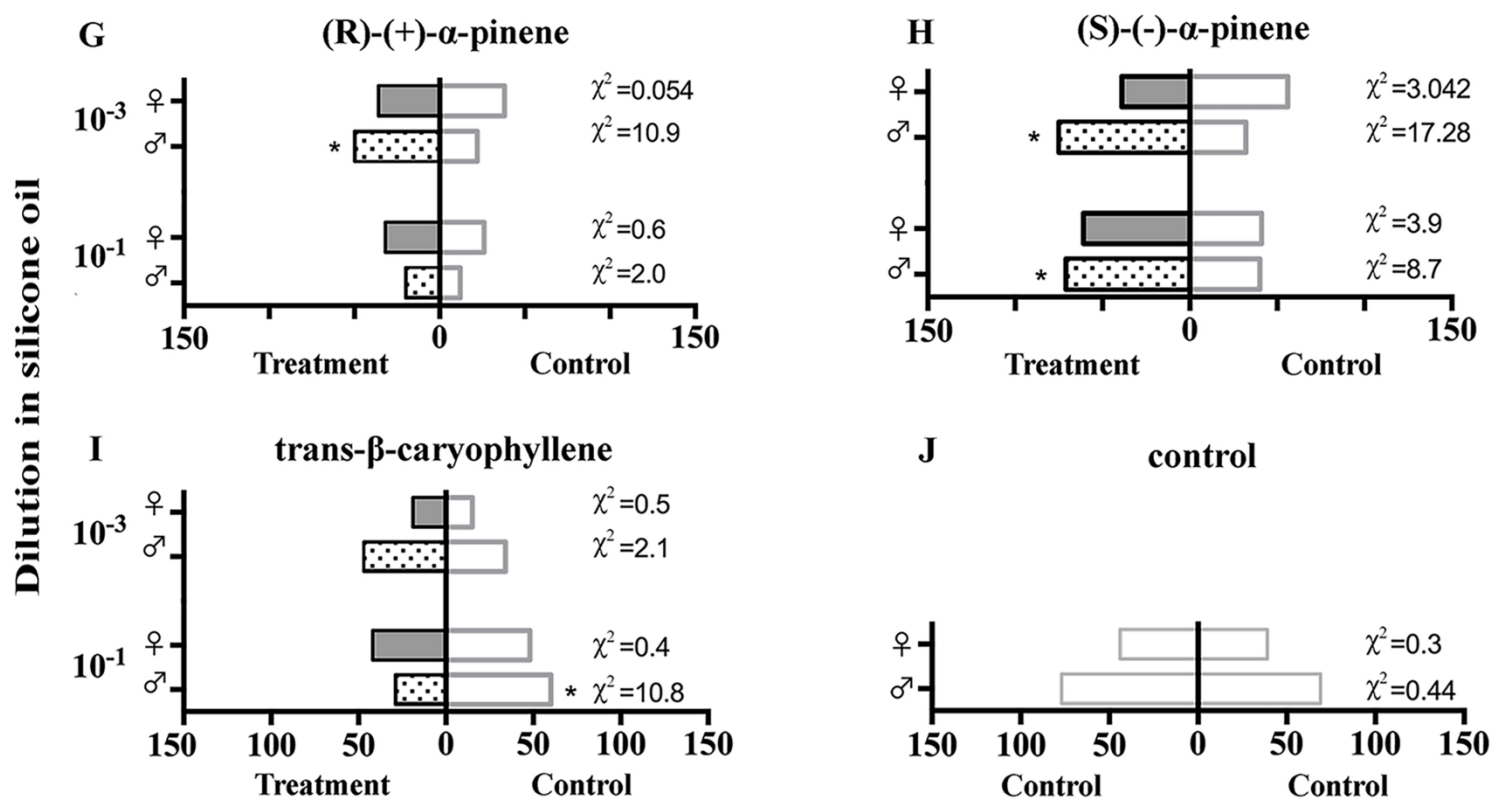 G (R)-(+)-α-pinene
10-3
♀ χ²=0.054
♂ * χ²=10.9
10-1
♀ χ²=0.6
♂ χ²=2.0
150 0 150
Treatment Control
H (S)-(-)-α-pinene
♀ χ²=3.042
♂ * χ²=17.28
♀ χ²=3.9
♂ * χ²=8.7
150 0 150
Treatment Control
Dilution in silicone oil
I trans-β-caryophyllene
10-3
♀ χ²=0.5
♂ χ²=2.1
10-1
♀ χ²=0.4
♂ * χ²=10.8
150 100 50 0 50 100 150
Treatment Control
J control
♀ χ²=0.3
♂ χ²=0.44
150 100 50 0 50 100 150
Control Control